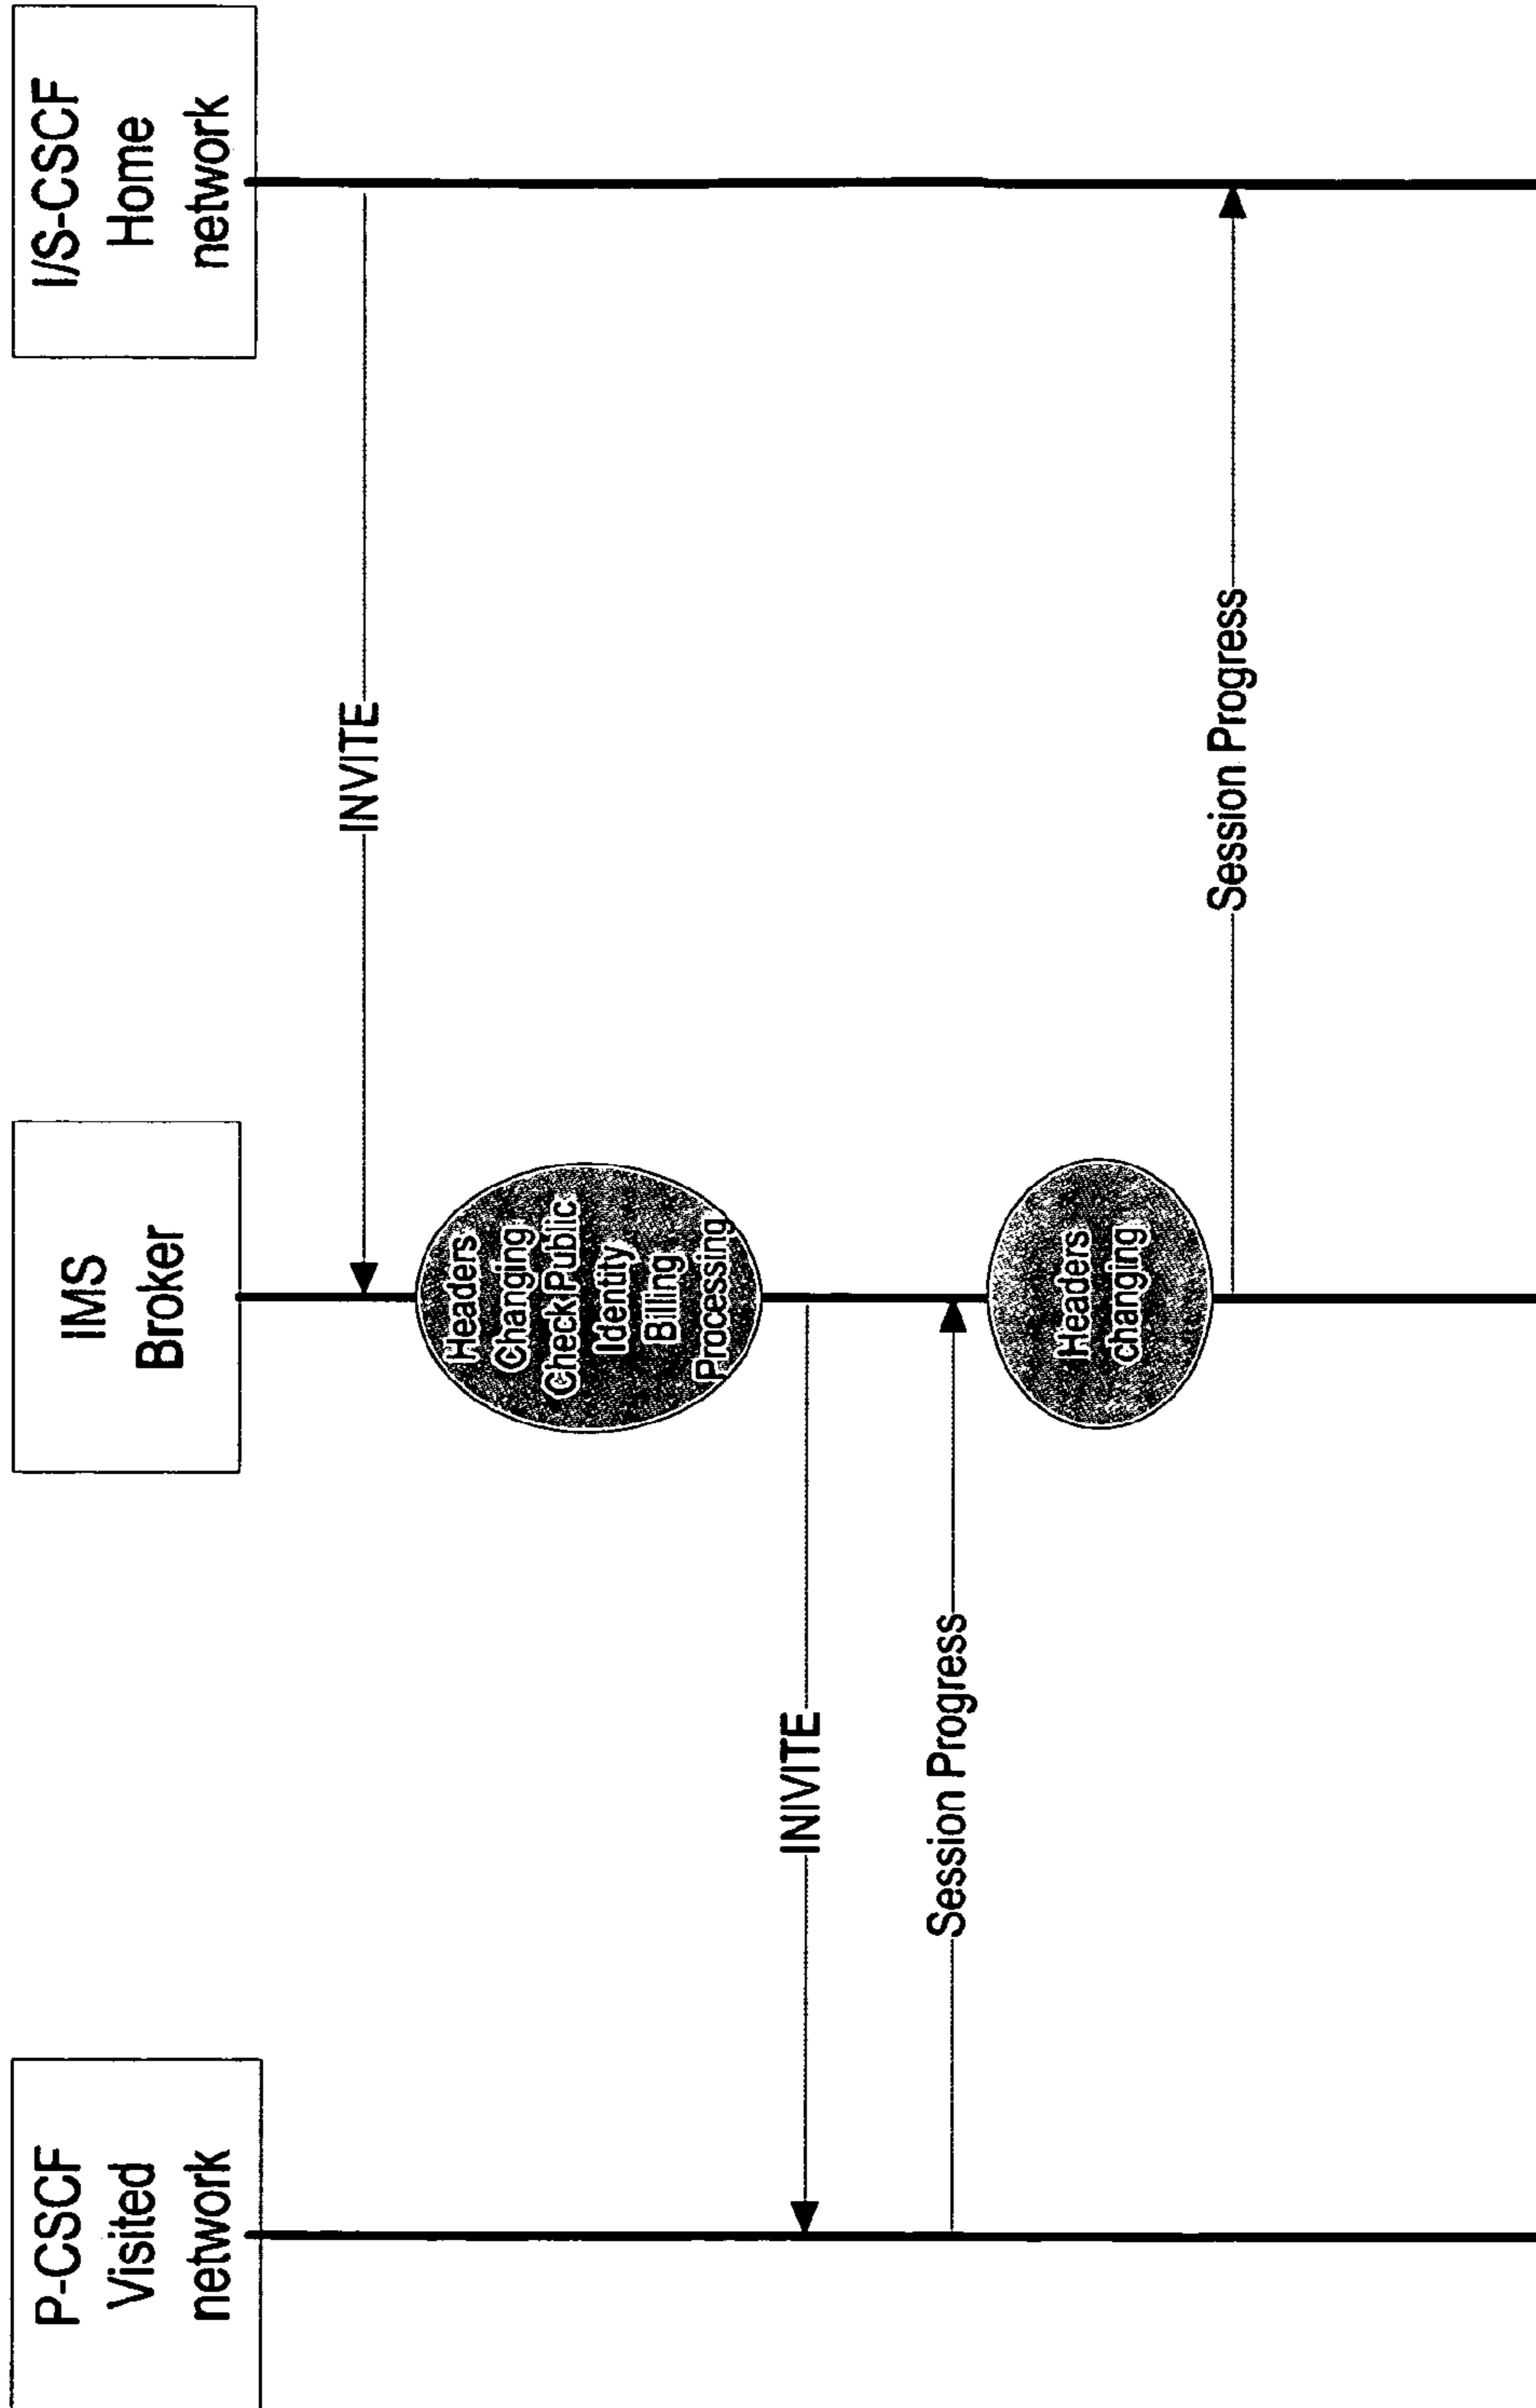 P-CSCF
Visited
network
IMS
Broker
I/S-CSCF
Home
network
INVITE
Headers
Changing
Check Public
Identity
Billing
Processing
INIVITE
Session Progress
Headers
changing
Session Progress